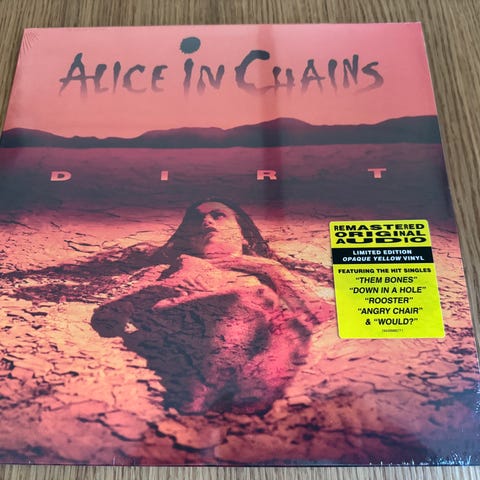 ALICE IN CHAINS
DIRT
REMASTERED
ORIGINAL
AUDIO
LIMITED EDITION
OPAQUE YELLOW VINYL
FEATURING THE HIT SINGLES
"THEM BONES"
"DOWN IN A HOLE"
"ROOSTER"
"ANGRY CHAIR"
& "WOULD?"